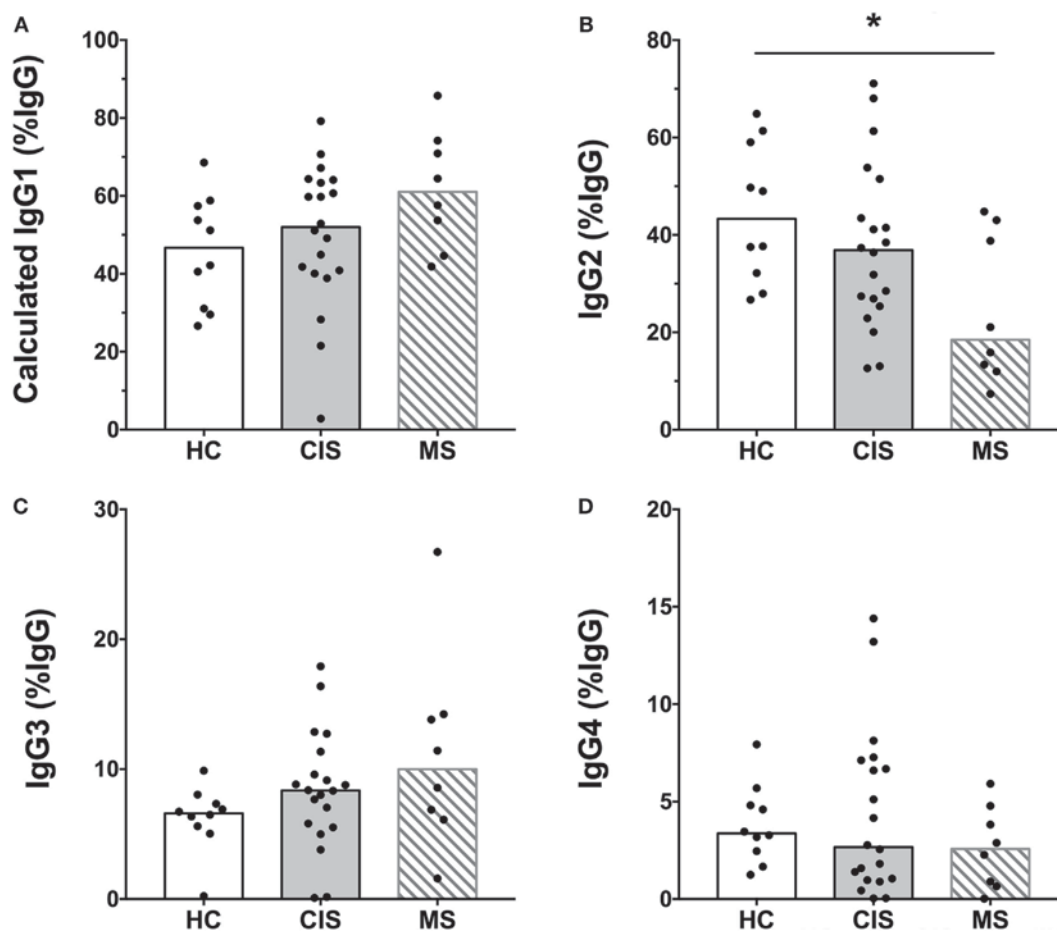 A
Calculated IgG1 (%IgG)
100
80
60
40
20
0
HC CIS MS
B
IgG2 (%IgG)
80
60
40
20
0
*
HC CIS MS
C
IgG3 (%IgG)
30
20
10
0
HC CIS MS
D
IgG4 (%IgG)
20
15
10
5
0
HC CIS MS